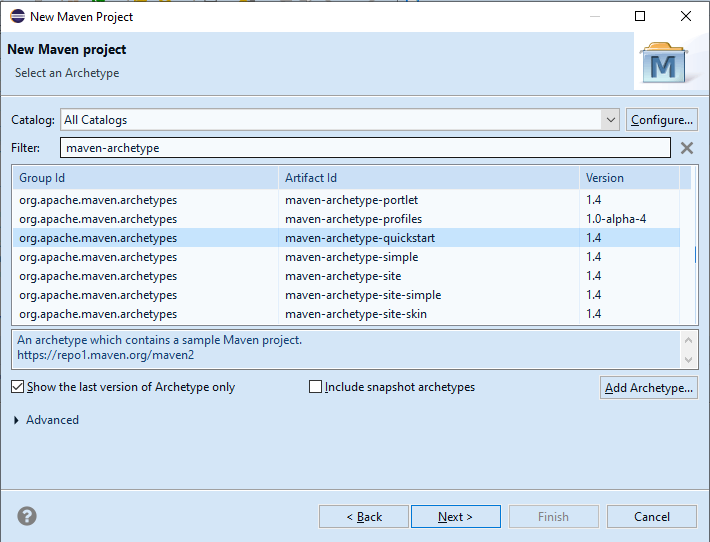 New Maven Project
New Maven project
Select an Archetype
M
Catalog: All Catalogs Configure...
Filter: maven-archetype
Group Id Artifact Id Version
org.apache.maven.archetypes maven-archetype-portlet 1.4
org.apache.maven.archetypes maven-archetype-profiles 1.0-alpha-4
org.apache.maven.archetypes maven-archetype-quickstart 1.4
org.apache.maven.archetypes maven-archetype-simple 1.4
org.apache.maven.archetypes maven-archetype-site 1.4
org.apache.maven.archetypes maven-archetype-site-simple 1.4
org.apache.maven.archetypes maven-archetype-site-skin 1.4
An archetype which contains a sample Maven project.
https://repo1.maven.org/maven2
Show the last version of Archetype only Include snapshot archetypes Add Archetype...
Advanced
? < Back Next > Finish Cancel